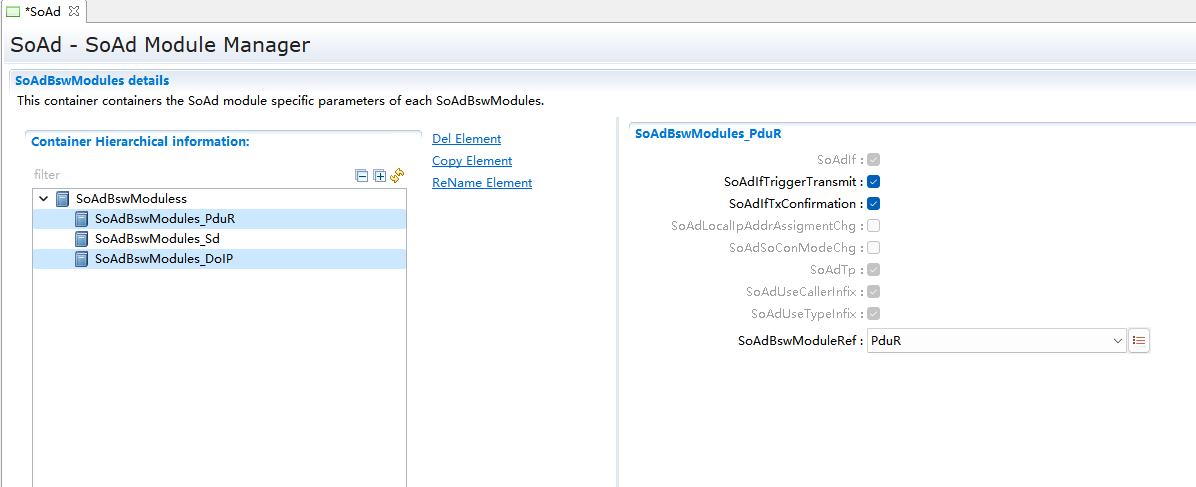 *SoAd
SoAd - SoAd Module Manager
SoAdBswModules details
This container containers the SoAd module specific parameters of each SoAdBswModules.
Container Hierarchical information:
filter
SoAdBswModuless
SoAdBswModules_PduR
SoAdBswModules_Sd
SoAdBswModules_DoIP
Del Element
Copy Element
ReName Element
SoAdBswModules_PduR
SoAdIf :
SoAdIfTriggerTransmit :
SoAdIfTxConfirmation :
SoAdLocalIpAddrAssigmentChg :
SoAdSoConModeChg :
SoAdTp :
SoAdUseCallerInfix :
SoAdUseTypeInfix :
SoAdBswModuleRef : PduR